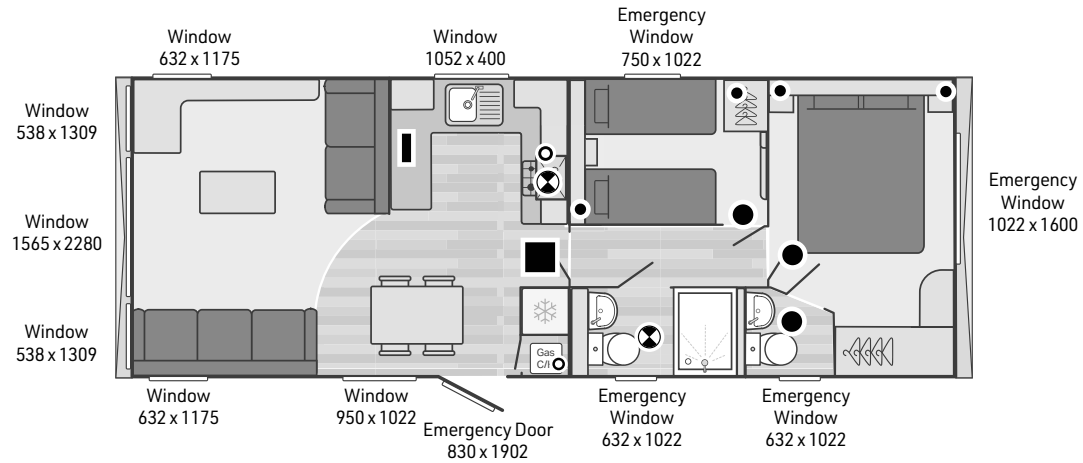 Window
632 x 1175
Window
1052 x 400
Emergency
Window
750 x 1022
Window
538 x 1309
Window
1565 x 2280
Window
538 x 1309
Emergency
Window
1022 x 1600
Gas
C/I
Window
632 x 1175
Window
950 x 1022
Emergency Door
830 x 1902
Emergency
Window
632 x 1022
Emergency
Window
632 x 1022